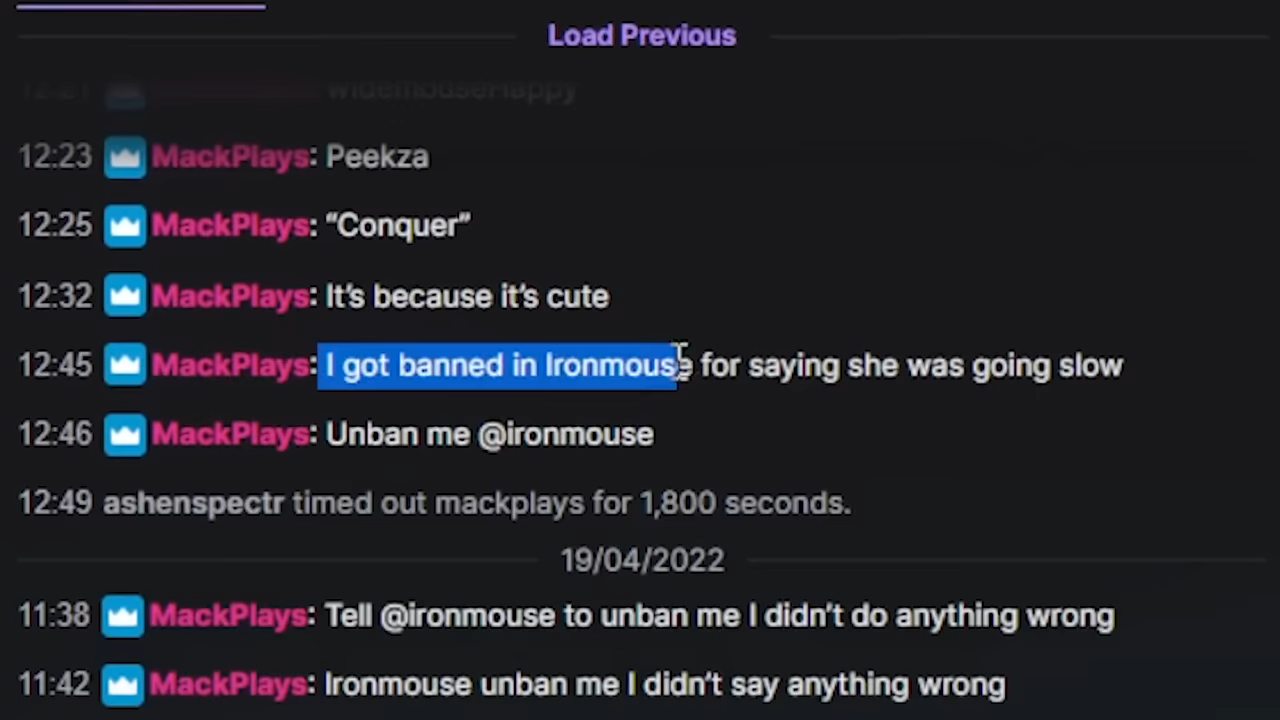 Load Previous
widemouseHappy
12:23 MackPlays: Peekza
12:25 MackPlays: “Conquer”
12:32 MackPlays: It’s because it’s cute
12:45 MackPlays: I got banned in Ironmouse for saying she was going slow
12:46 MackPlays: Unban me @ironmouse
12:49 ashenspectr timed out mackplays for 1,800 seconds.
19/04/2022
11:38 MackPlays: Tell @ironmouse to unban me I didn’t do anything wrong
11:42 MackPlays: Ironmouse unban me I didn’t say anything wrong